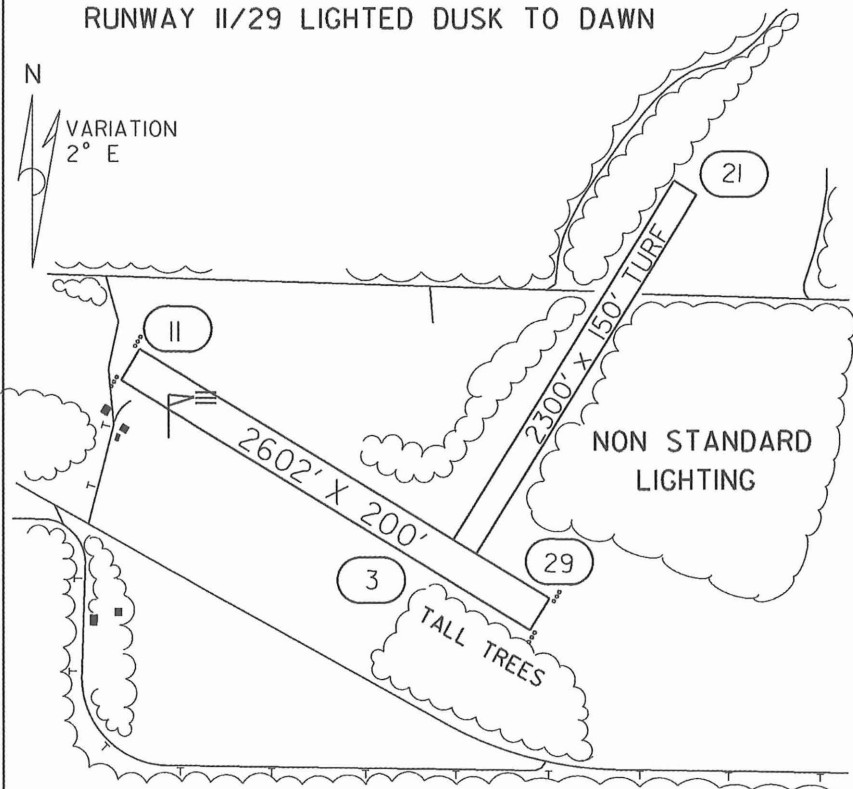 RUNWAY 11/29 LIGHTED DUSK TO DAWN
N
VARIATION
2° E
21
11
2300' X 150' TURF
2602' X 200'
NON STANDARD
LIGHTING
29
3
TALL TREES